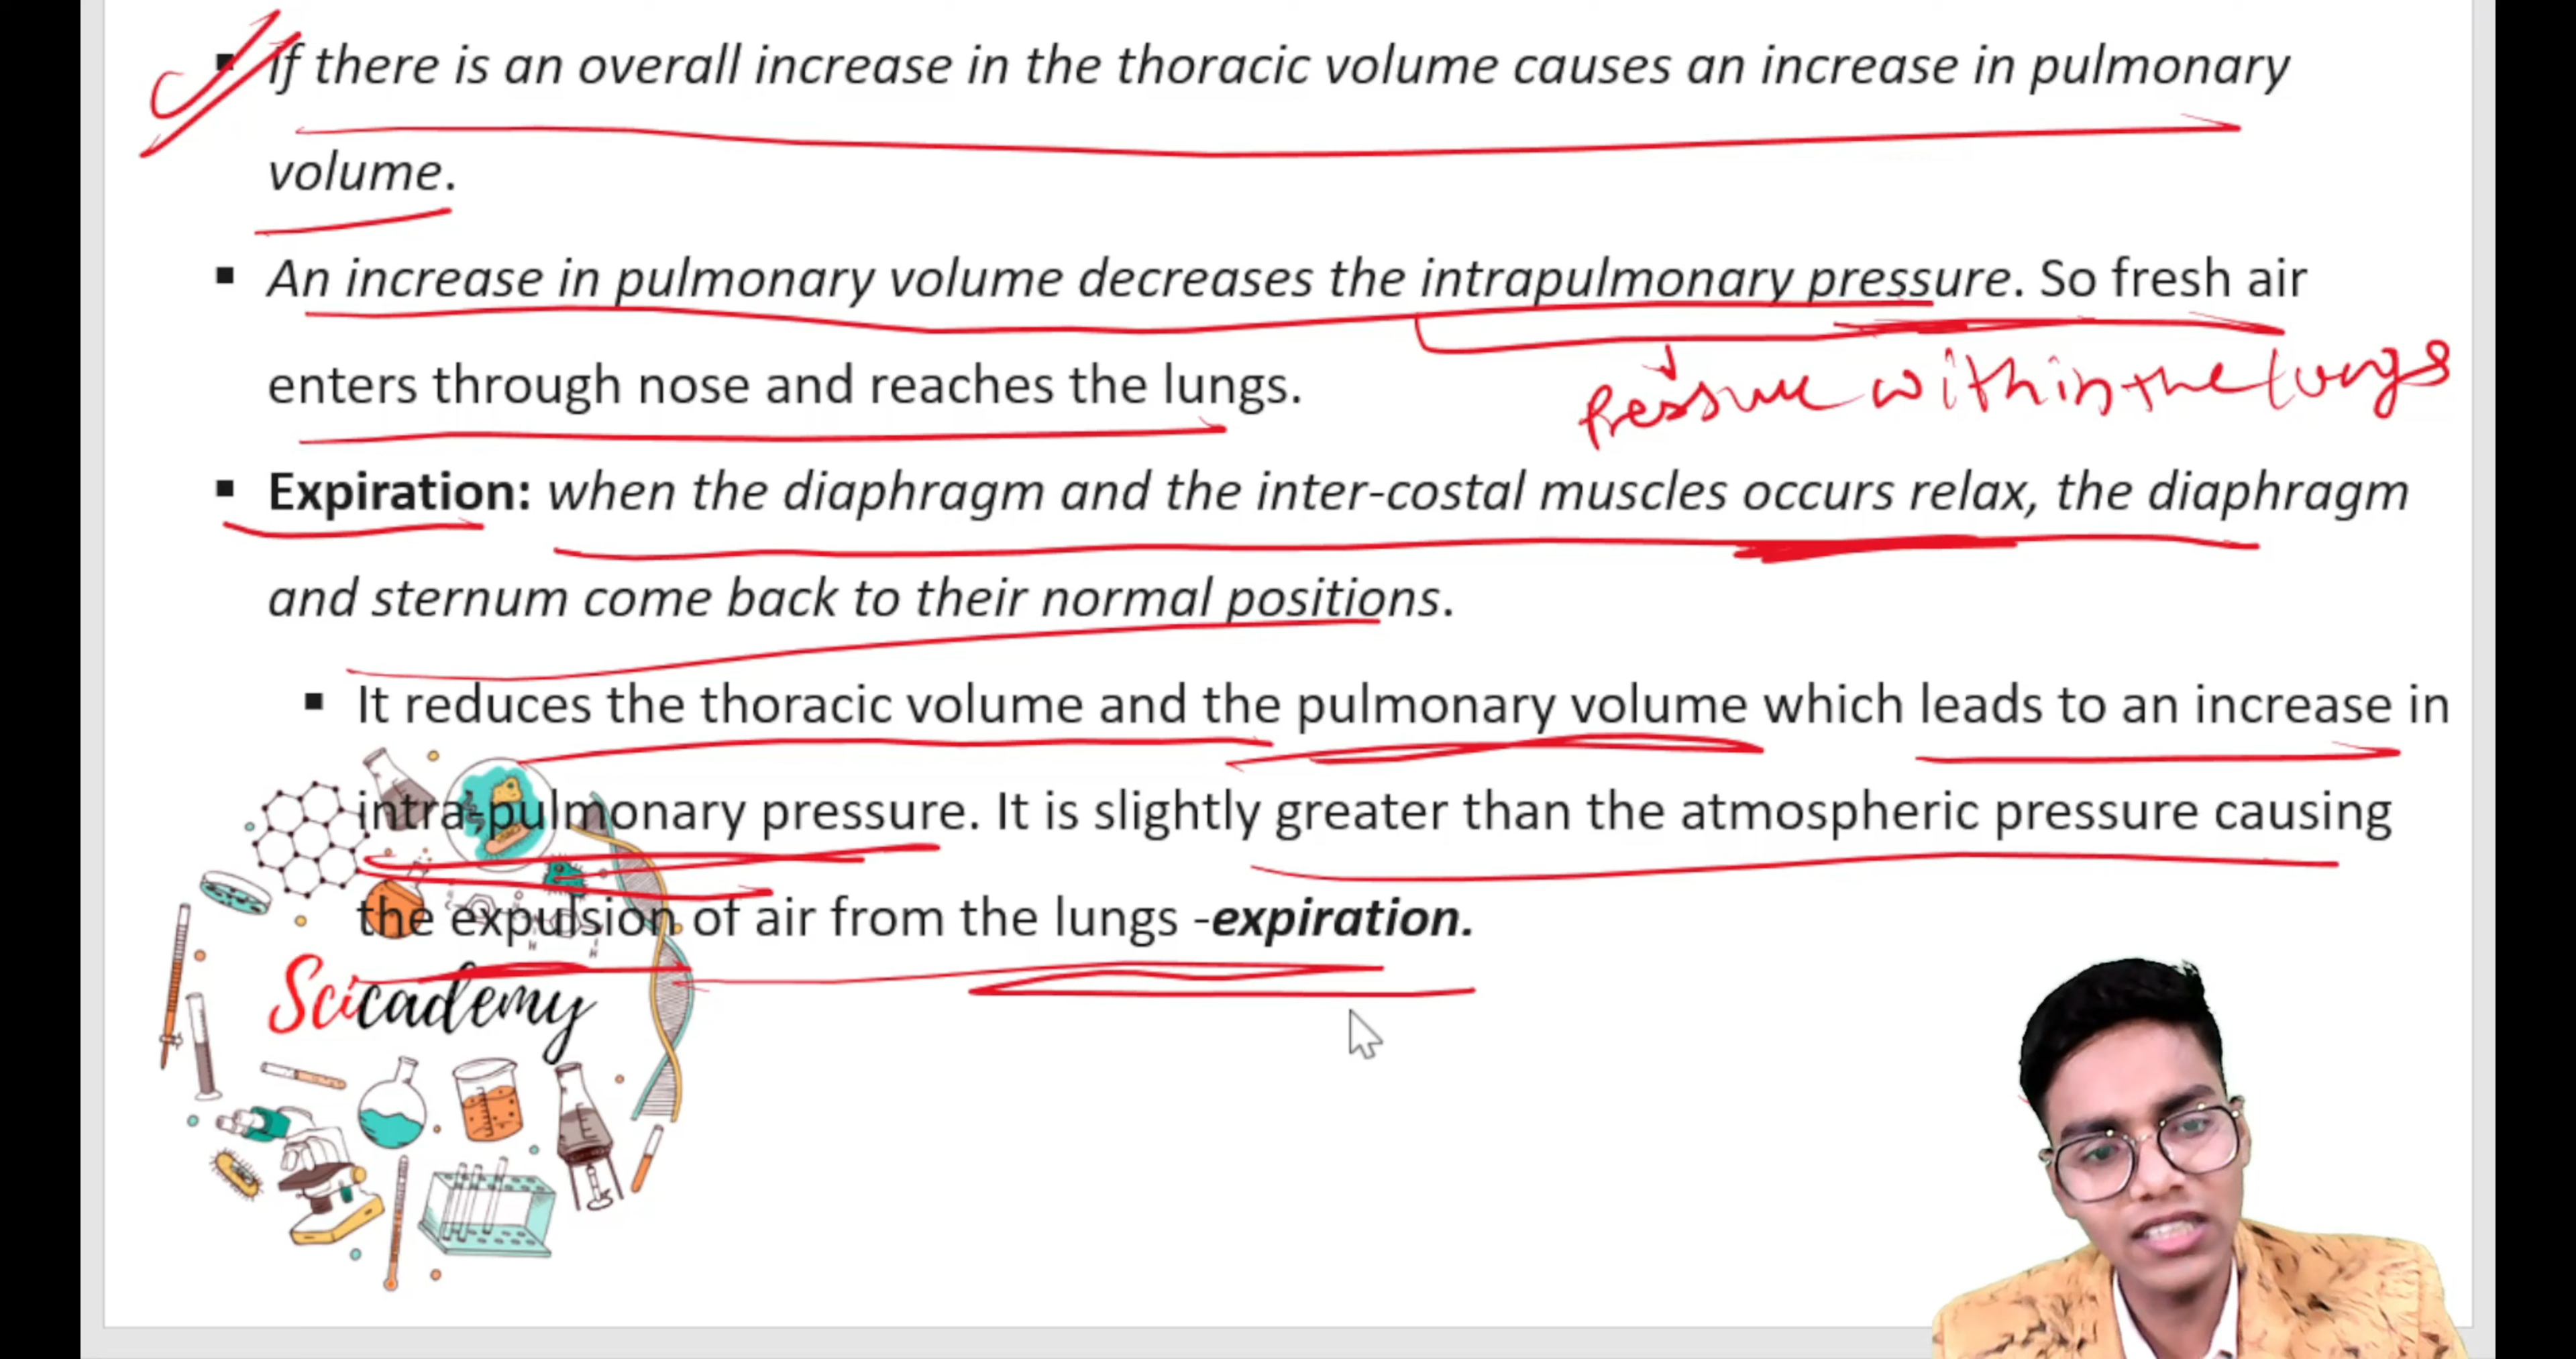 ▪ If there is an overall increase in the thoracic volume causes an increase in pulmonary
volume.
▪ An increase in pulmonary volume decreases the intrapulmonary pressure. So fresh air
enters through nose and reaches the lungs.
pressure within the lungs
▪ Expiration: when the diaphragm and the inter-costal muscles occurs relax, the diaphragm
and sternum come back to their normal positions.
▪ It reduces the thoracic volume and the pulmonary volume which leads to an increase in
intra-pulmonary pressure. It is slightly greater than the atmospheric pressure causing
the expulsion of air from the lungs -expiration.
Scicademy